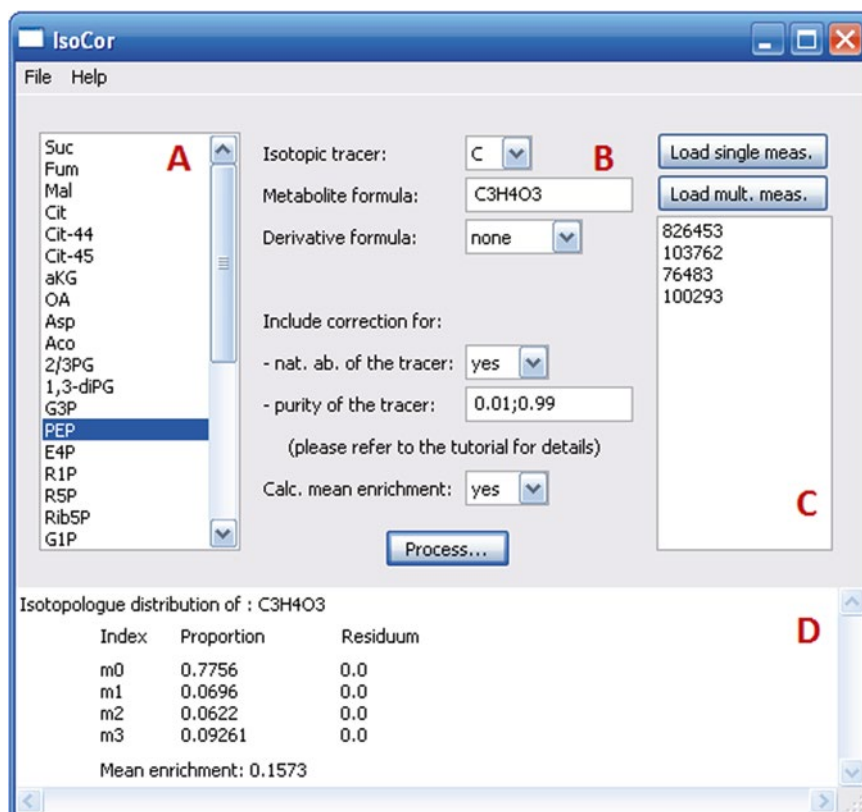 IsoCor
File Help
A
Suc
Fum
Mal
Cit
Cit-44
Cit-45
aKG
OA
Asp
Aco
2/3PG
1,3-diPG
G3P
PEP
E4P
R1P
R5P
Rib5P
G1P
B
Isotopic tracer: C
Metabolite formula: C3H4O3
Derivative formula: none
Include correction for:
- nat. ab. of the tracer: yes
- purity of the tracer: 0.01;0.99
(please refer to the tutorial for details)
Calc. mean enrichment: yes
Process...
Load single meas.
Load mult. meas.
826453
103762
76483
100293
C
Isotopologue distribution of : C3H4O3
D
Index Proportion Residuum
m0 0.7756 0.0
m1 0.0696 0.0
m2 0.0622 0.0
m3 0.09261 0.0
Mean enrichment: 0.1573